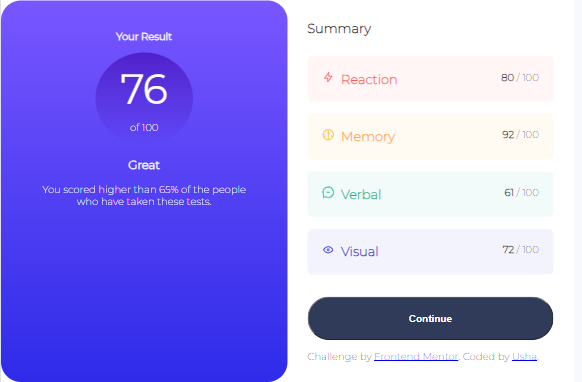 Your Result
76
of 100
Great
You scored higher than 65% of the people
who have taken these tests.
Summary
Reaction 80 / 100
Memory 92 / 100
Verbal 61 / 100
Visual 72 / 100
Continue
Challenge by Frontend Mentor. Coded by Usha.